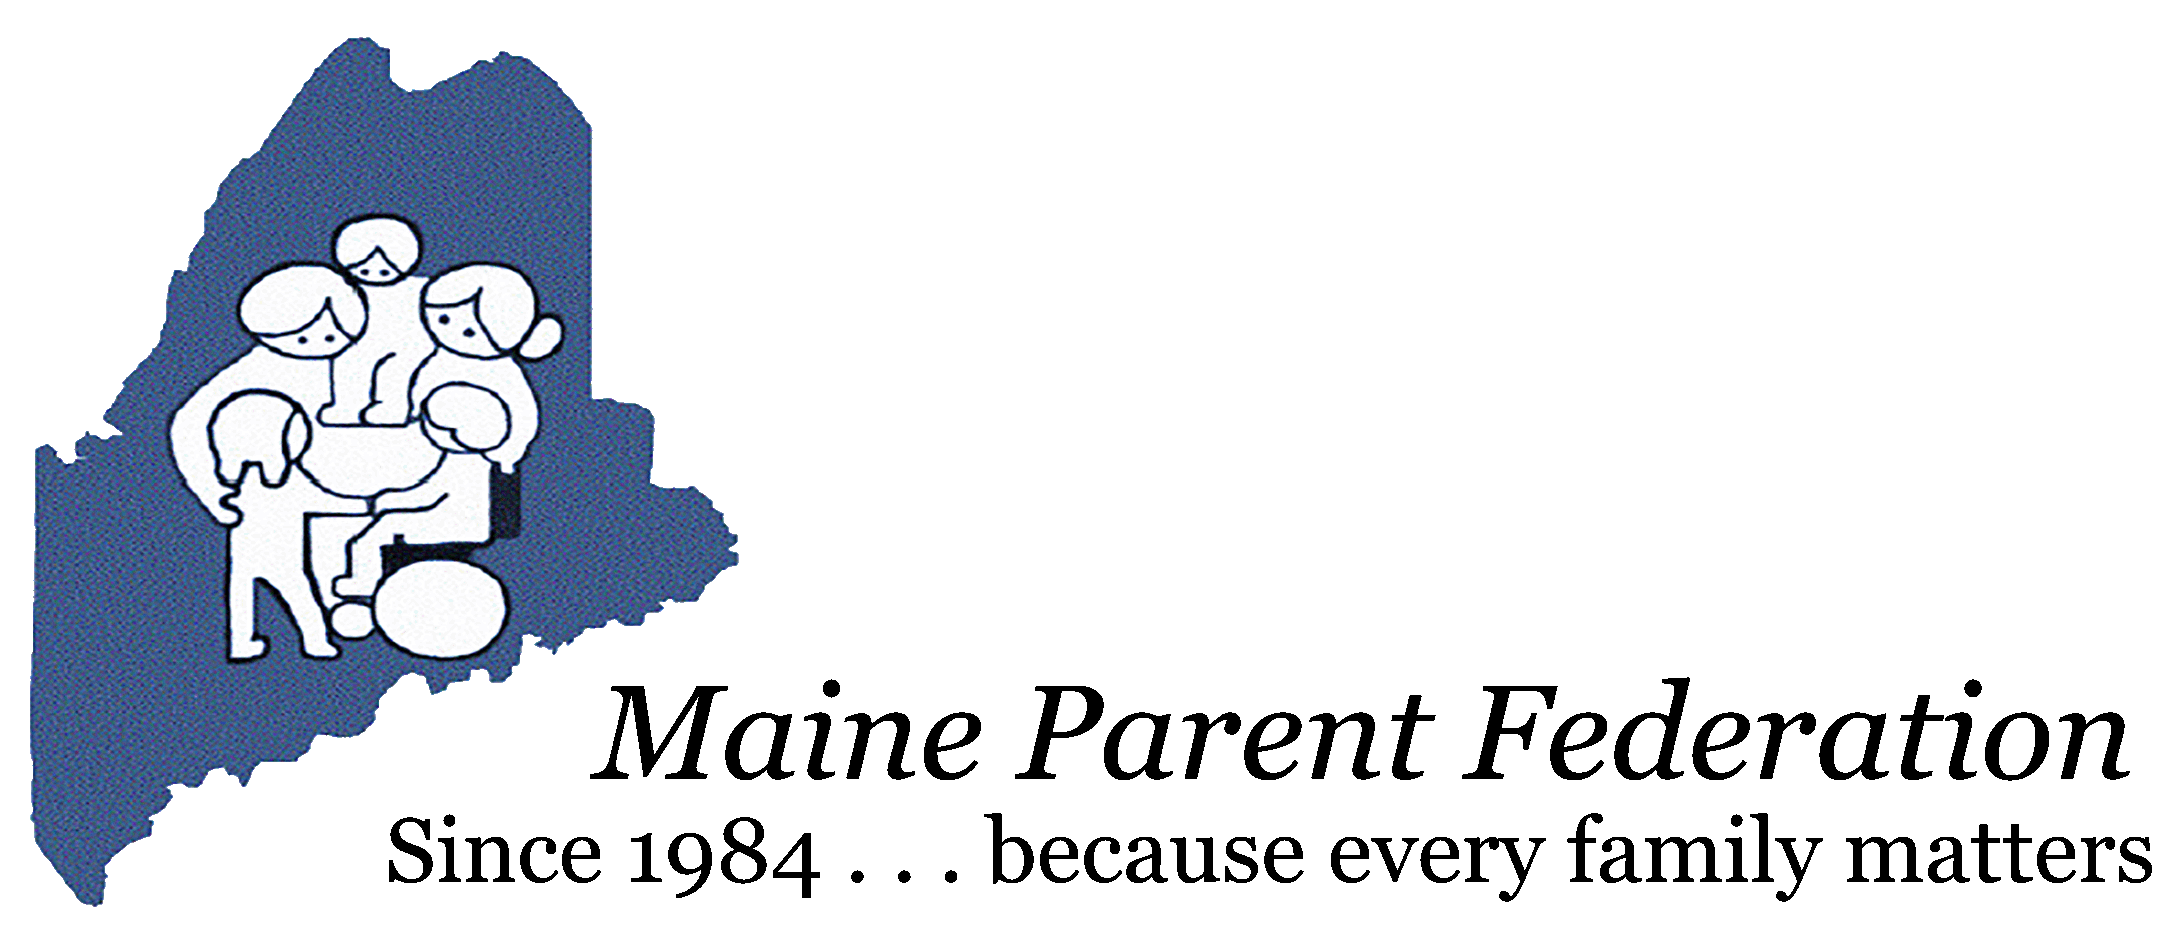 Maine Parent Federation
Since 1984 . . . because every family matters